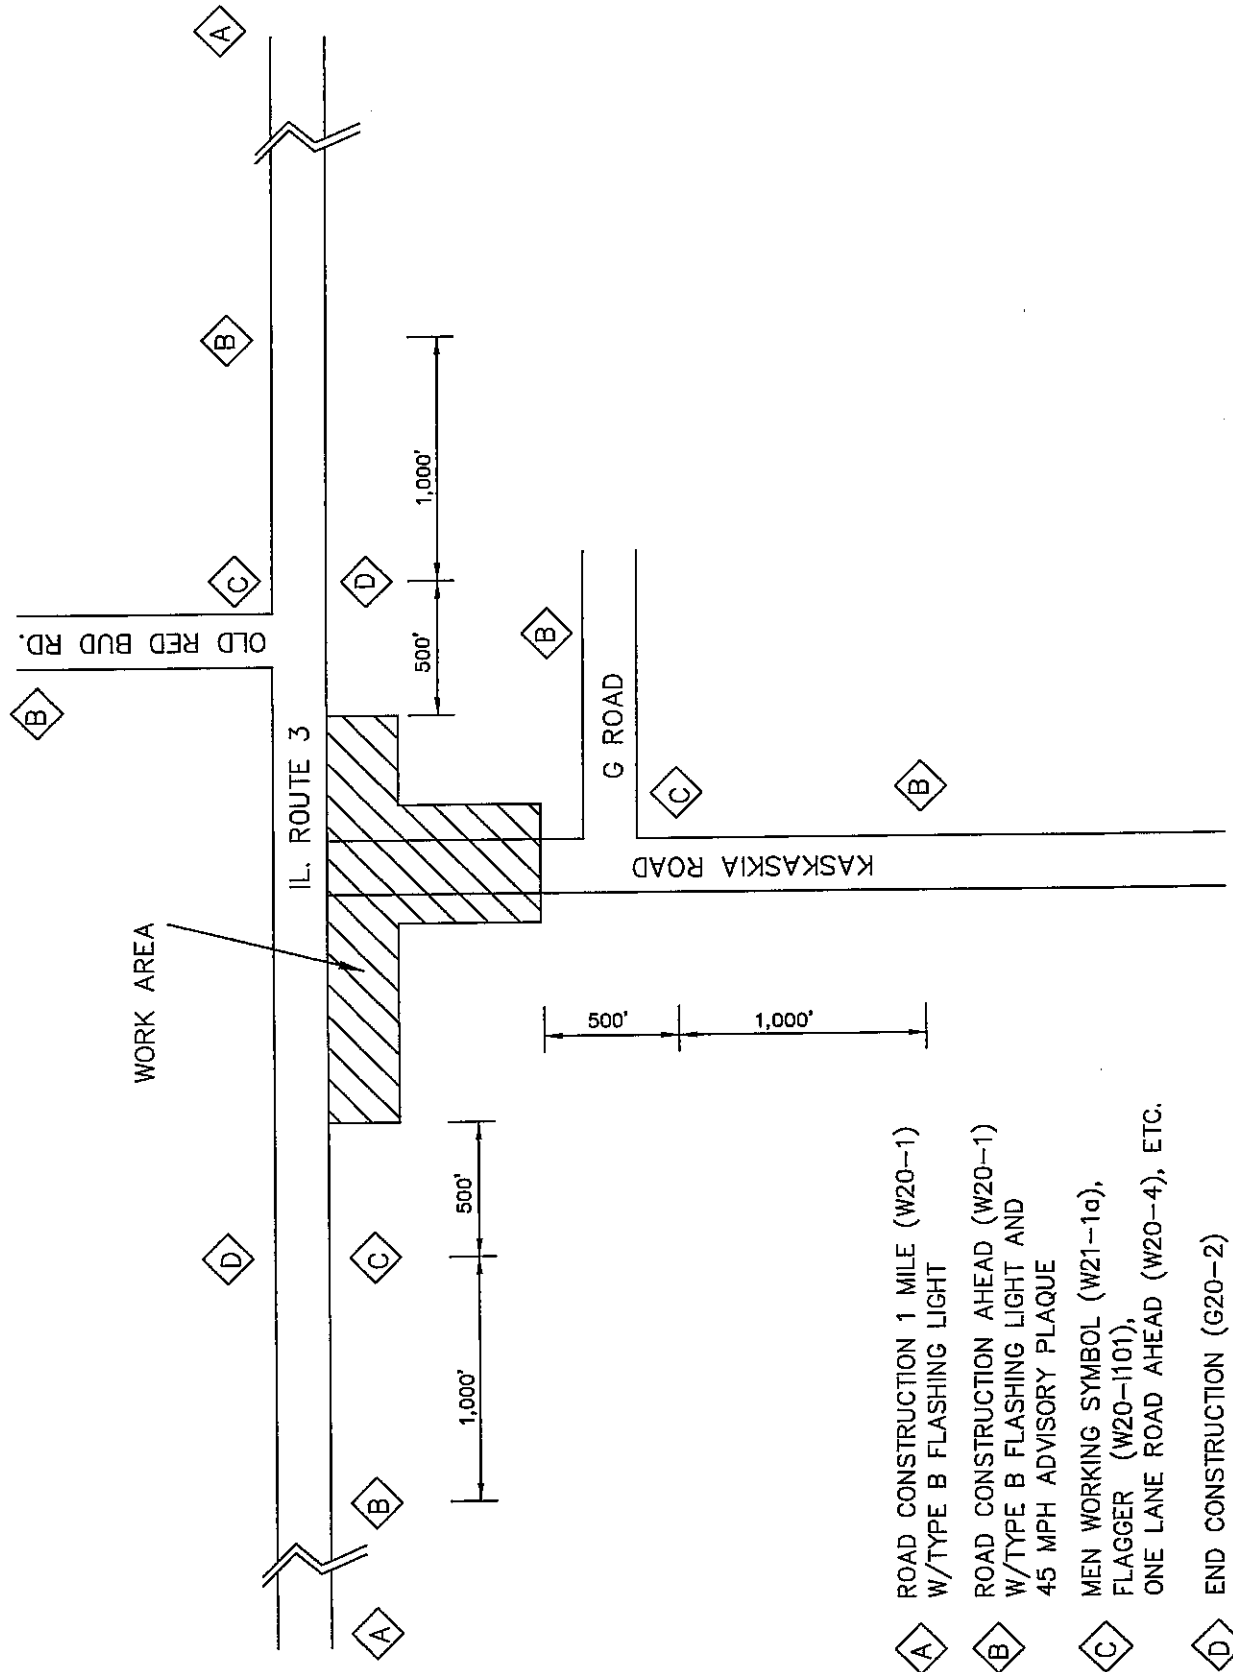 A
B
B
C
OLD RED BUD RD.
D
1,000'
500'
B
IL. ROUTE 3
G ROAD
C
B
KASKASKIA ROAD
WORK AREA
500'
1,000'
D
C
500'
1,000'
B
A
A ROAD CONSTRUCTION 1 MILE (W20-1)
W/TYPE B FLASHING LIGHT
B ROAD CONSTRUCTION AHEAD (W20-1)
W/TYPE B FLASHING LIGHT AND
45 MPH ADVISORY PLAQUE
C MEN WORKING SYMBOL (W21-1a),
FLAGGER (W20-I101),
ONE LANE ROAD AHEAD (W20-4), ETC.
D END CONSTRUCTION (G20-2)